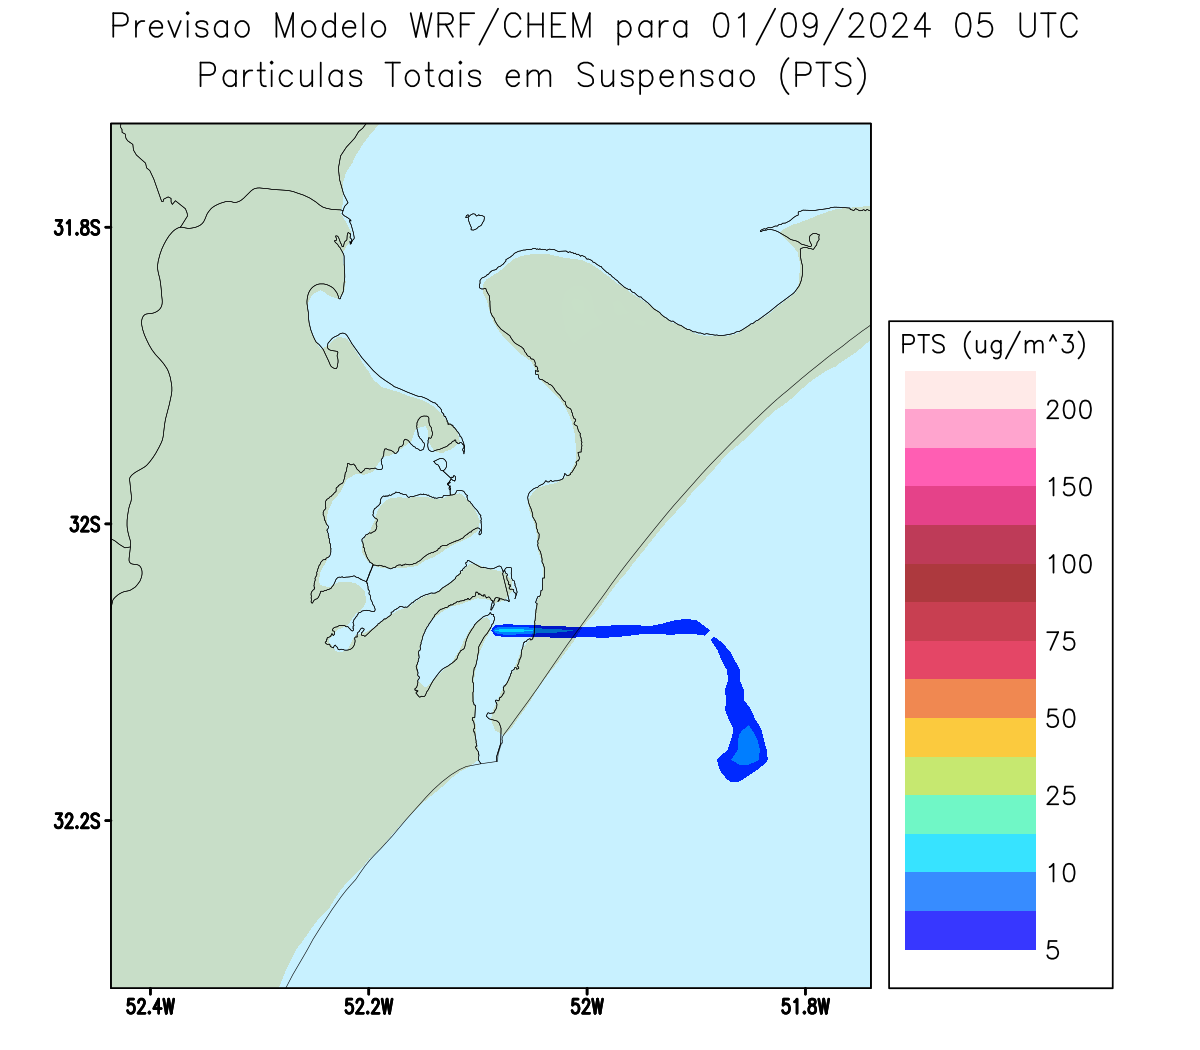 Previsao Modelo WRF/CHEM para 01/09/2024 05 UTC
Particulas Totais em Suspensao (PTS)
31.8S
32S
32.2S
52.4W
52.2W
52W
51.8W
PTS (ug/m^3)
200
150
100
75
50
25
10
5